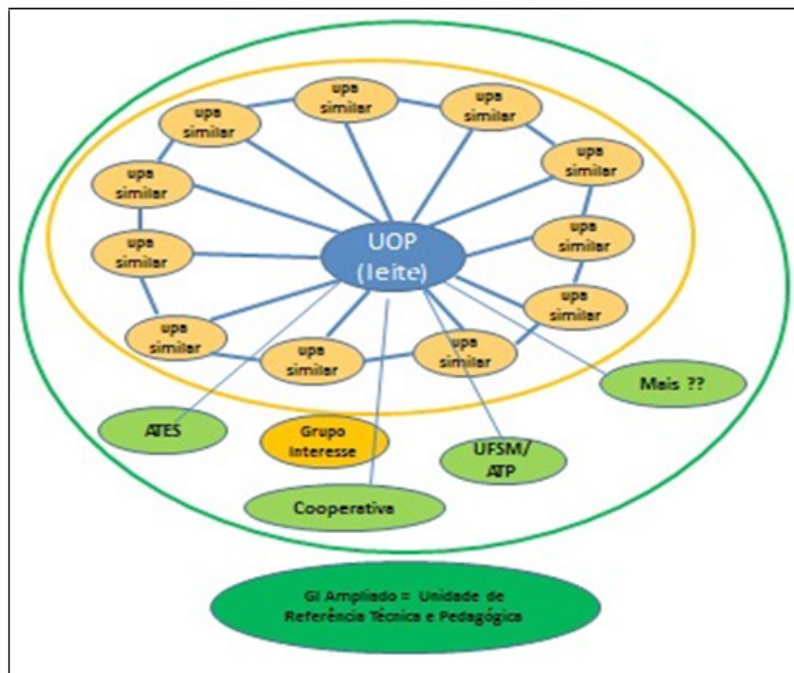 upa
similar
upa
similar
upa
similar
upa
similar
upa
similar
upa
similar
upa
similar
UOP
(leite)
upa
similar
upa
similar
upa
similar
upa
similar
Mais ??
ATES
Grupo
Interesse
UFSM/
ATP
Cooperativa
GI Ampliado = Unidade de
Referência Técnica e Pedagógica